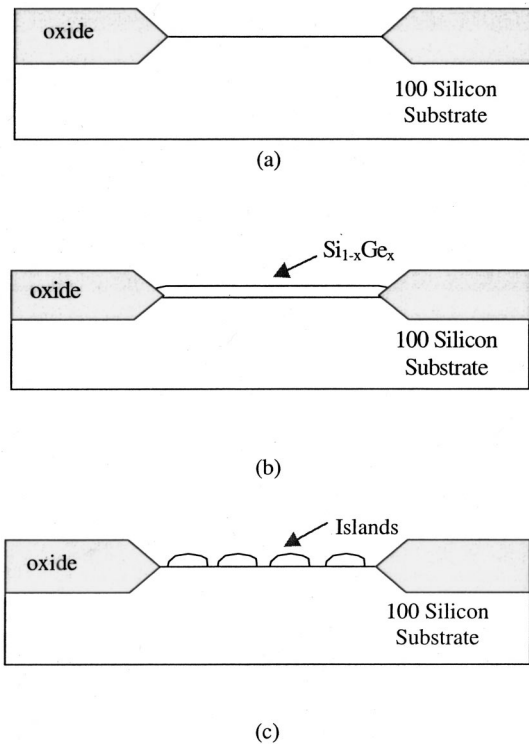 oxide
100 Silicon
Substrate
(a)
Si1-xGex
oxide
100 Silicon
Substrate
(b)
Islands
oxide
100 Silicon
Substrate
(c)